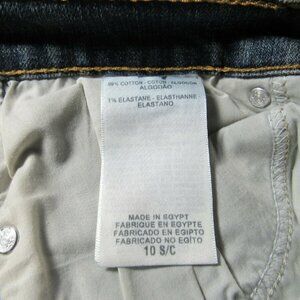 99% COTTON - COTON - ALGODON
ALGODAO
1% ELASTANE - ELASTHANNE
ELASTANO
MADE IN EGYPT
FABRIQUE EN EGYPTE
FABRICADO EN EGIPTO
FABRICADO NO EGÍTO
10 S/C